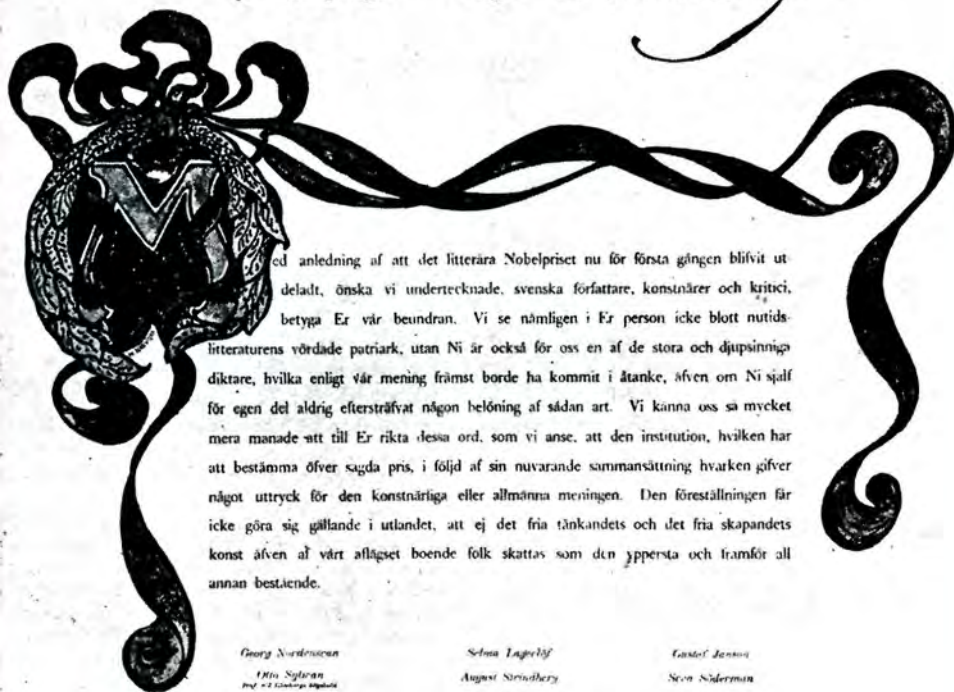 Med anledning af att det litterära Nobelpriset nu för första gången blifvit ut-
deladt, önska vi undertecknade, svenska författare, konstnärer och kritici,
betyga Er vår beundran. Vi se nämligen i Er person icke blott nutids-
litteraturens vördade patriark, utan Ni är också för oss en af de stora och djupsinniga
diktare, hvilka enligt vår mening främst borde ha kommit i åtanke, äfven om Ni själf
för egen del aldrig eftersträfvat någon belöning af sådan art. Vi känna oss så mycket
mera manade att till Er rikta dessa ord, som vi anse, att den institution, hvilken har
att bestämma öfver sagda pris, i följd af sin nuvarande sammansättning hvarken gifver
något uttryck för den konstnärliga eller allmänna meningen. Den föreställningen får
icke göra sig gällande i utlandet, att ej det fria tänkandets och det fria skapandets
konst äfven af vårt aflägset boende folk skattas som den yppersta och framför all
annan bestående.
Georg Nordensvan Selma Lagerlöf Gustaf Janson
Otto Sylwan August Strindberg Sven Söderman
Prof. v. Göteborgs Högskola